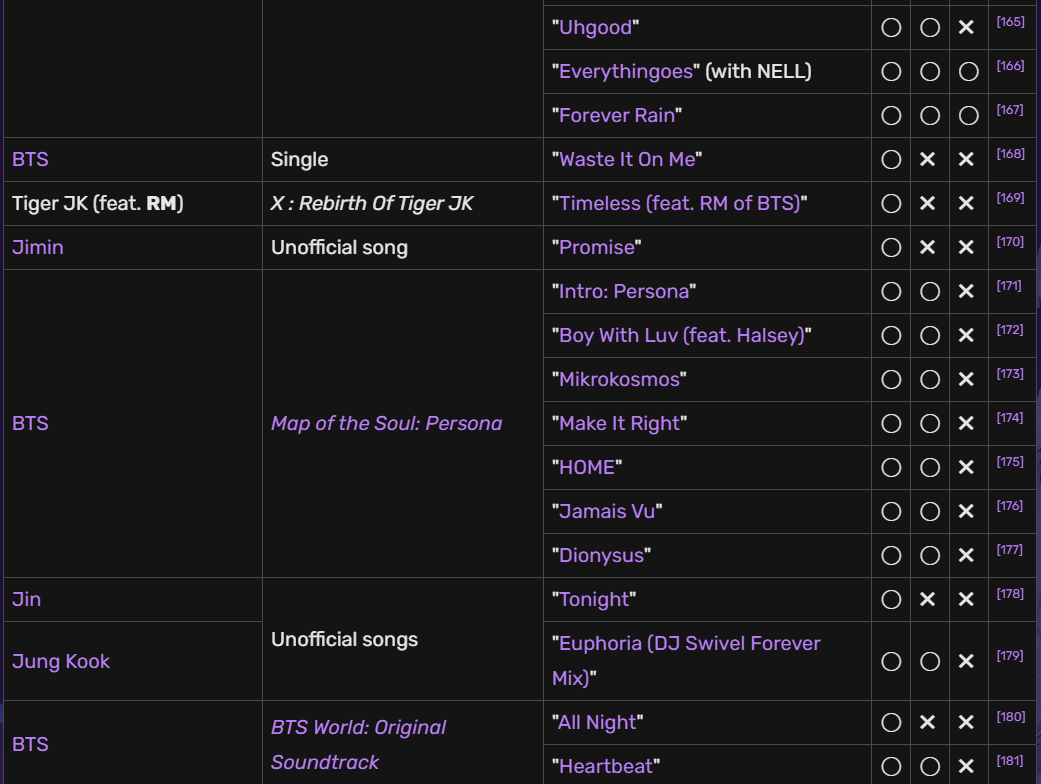 "Uhgood" ○ ○ ✕ [165]
"Everythingoes" (with NELL) ○ ○ ○ [166]
"Forever Rain" ○ ○ ○ [167]
BTS Single "Waste It On Me" ○ ✕ ✕ [168]
Tiger JK (feat. RM) X : Rebirth Of Tiger JK "Timeless (feat. RM of BTS)" ○ ✕ ✕ [169]
Jimin Unofficial song "Promise" ○ ✕ ✕ [170]
BTS Map of the Soul: Persona "Intro: Persona" ○ ○ ✕ [171]
"Boy With Luv (feat. Halsey)" ○ ○ ✕ [172]
"Mikrokosmos" ○ ○ ✕ [173]
"Make It Right" ○ ○ ✕ [174]
"HOME" ○ ○ ✕ [175]
"Jamais Vu" ○ ○ ✕ [176]
"Dionysus" ○ ○ ✕ [177]
Jin Unofficial songs "Tonight" ○ ✕ ✕ [178]
Jung Kook "Euphoria (DJ Swivel Forever
Mix)" ○ ○ ✕ [179]
BTS BTS World: Original
Soundtrack "All Night" ○ ✕ ✕ [180]
"Heartbeat" ○ ○ ✕ [181]